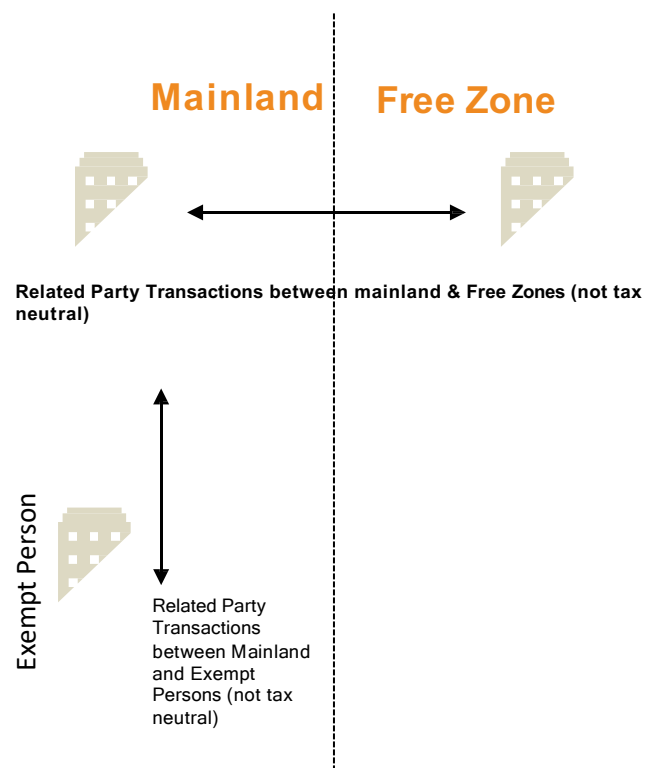 Mainland
Free Zone
Related Party Transactions between mainland & Free Zones (not tax
neutral)
Exempt Person
Related Party
Transactions
between Mainland
and Exempt
Persons (not tax
neutral)